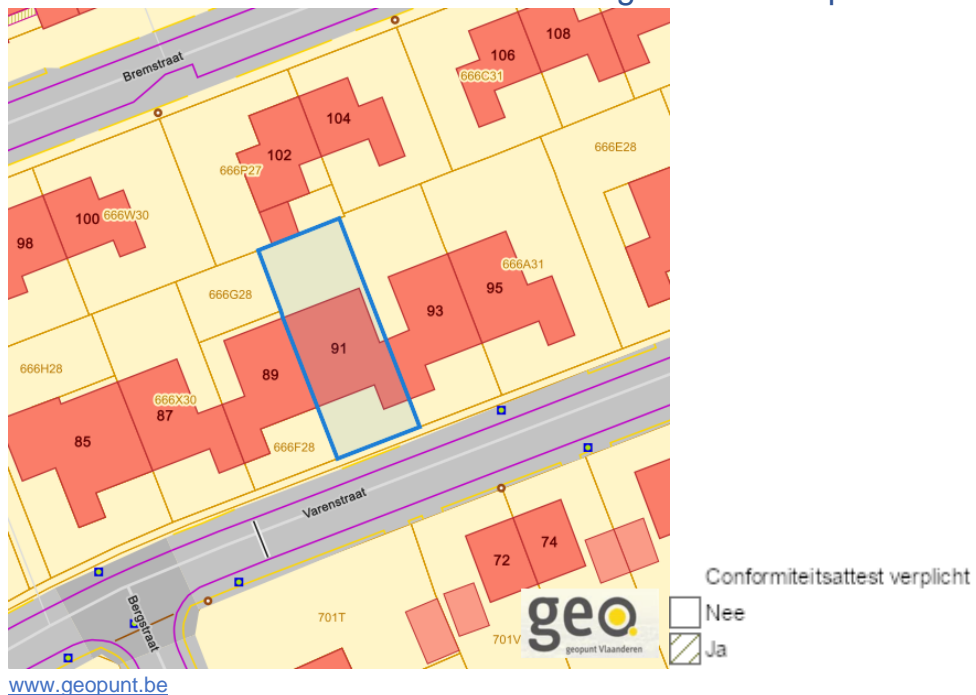 Bremstraat
108
106
666C31
104
102
666P27
666E28
100
666W30
98
95
666A31
666G28
93
91
89
666H28
666X30
87
85
666F28
Varenstraat
74
72
Bergstraat
701T
701V
geo.
geopunt Vlaanderen
Conformiteitsattest verplicht
Nee
Ja
www.geopunt.be